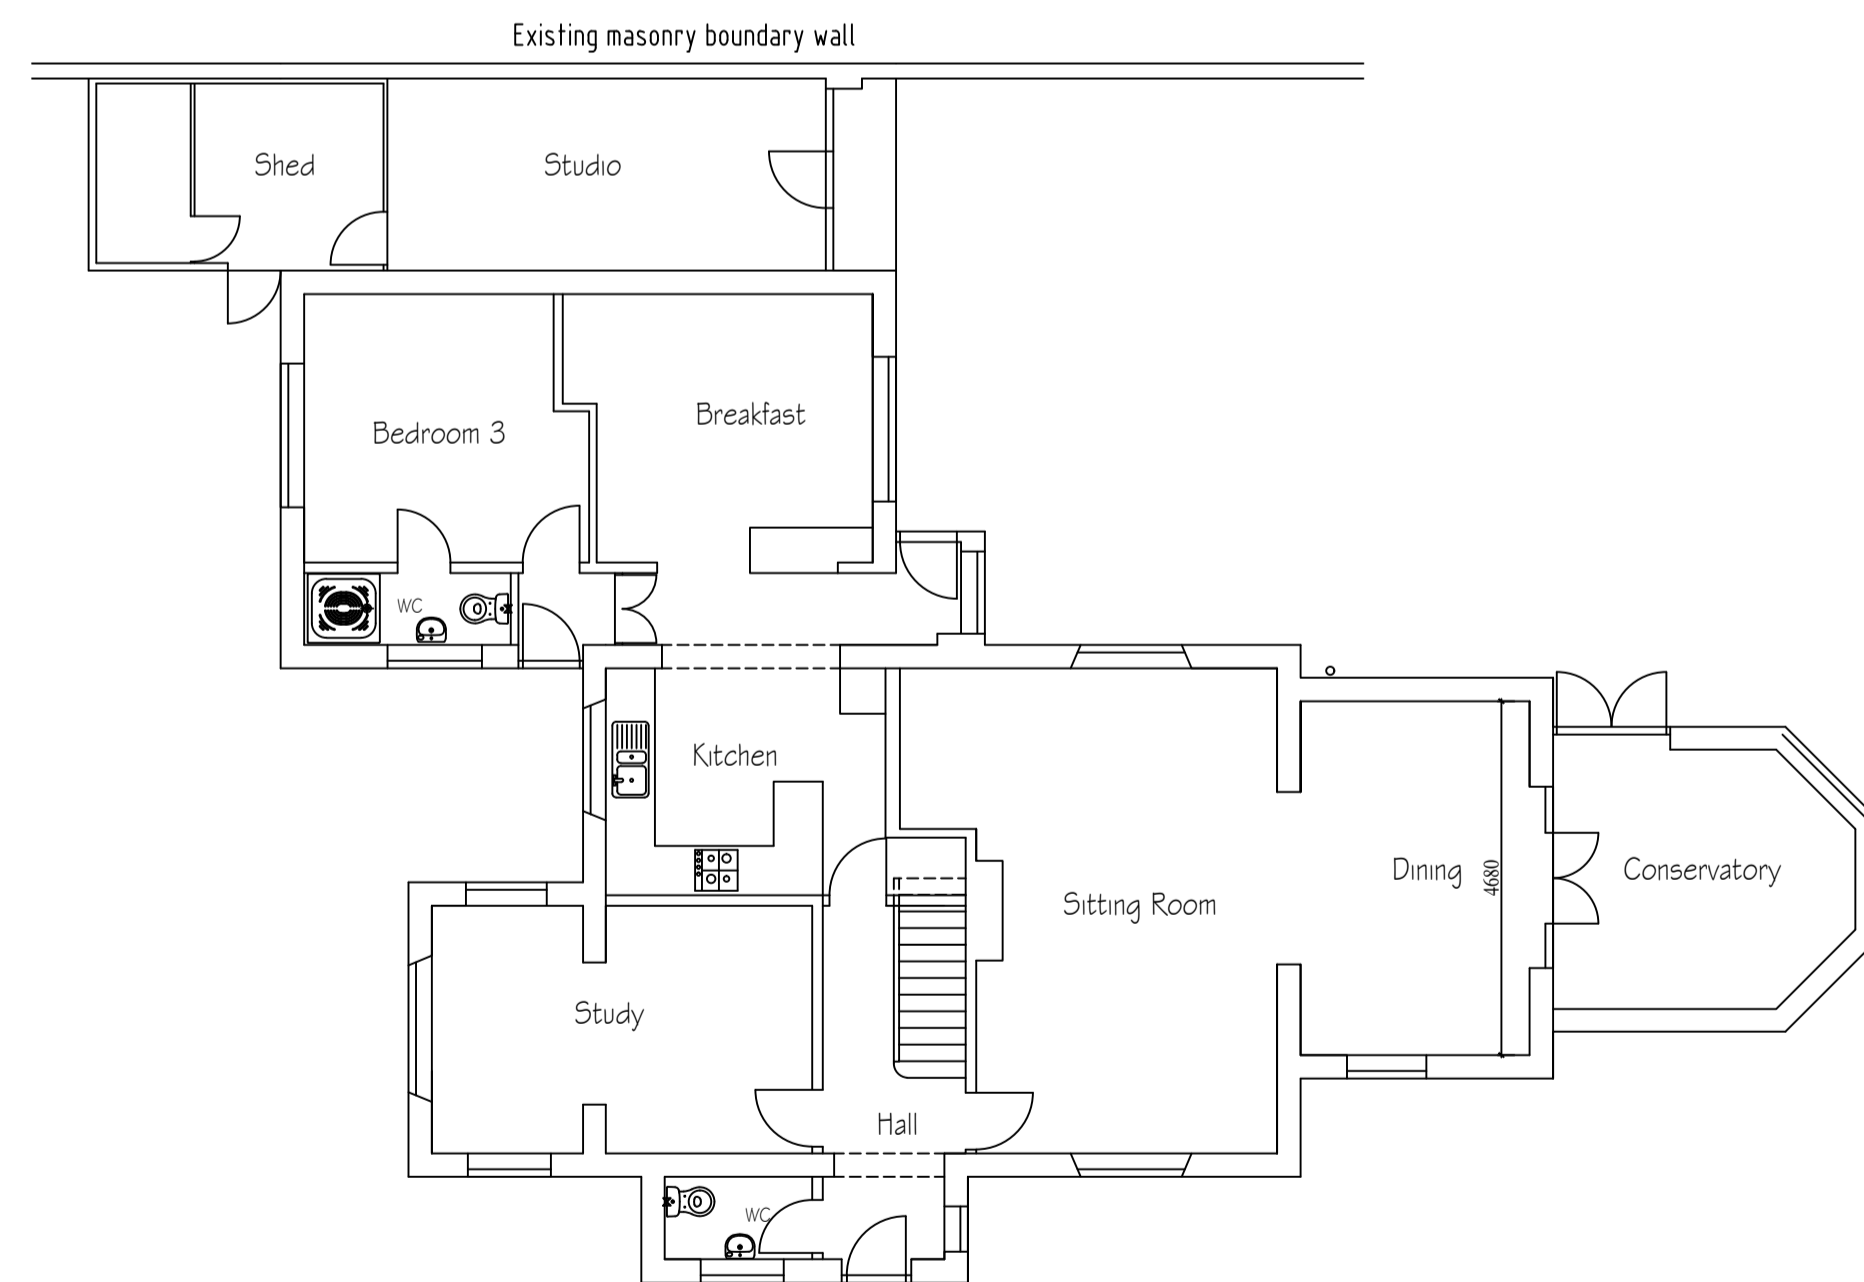 Existing masonry boundary wall
Shed
Studio
Bedroom 3
Breakfast
WC
Kitchen
Sitting Room
Dining
4680
Conservatory
Study
Hall
WC